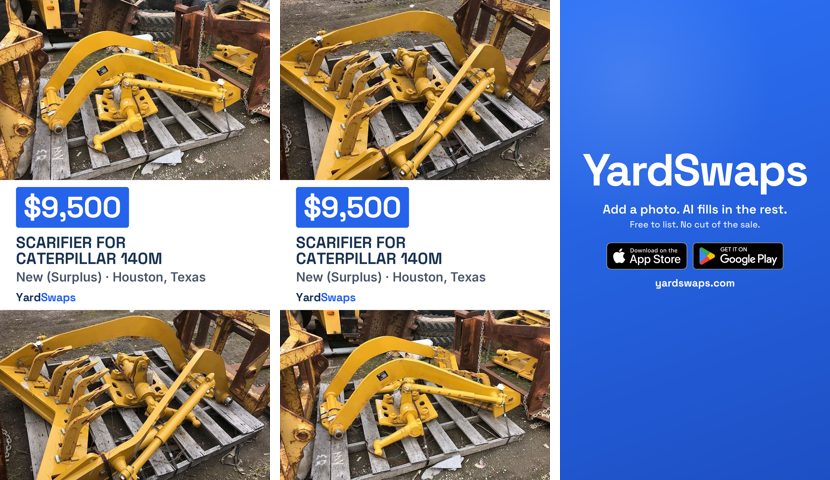 $9,500
SCARIFIER FOR
CATERPILLAR 140M
New (Surplus) · Houston, Texas
YardSwaps
$9,500
SCARIFIER FOR
CATERPILLAR 140M
New (Surplus) · Houston, Texas
YardSwaps
YardSwaps
Add a photo. AI fills in the rest.
Free to list. No cut of the sale.
Download on the
App Store
GET IT ON
Google Play
yardswaps.com